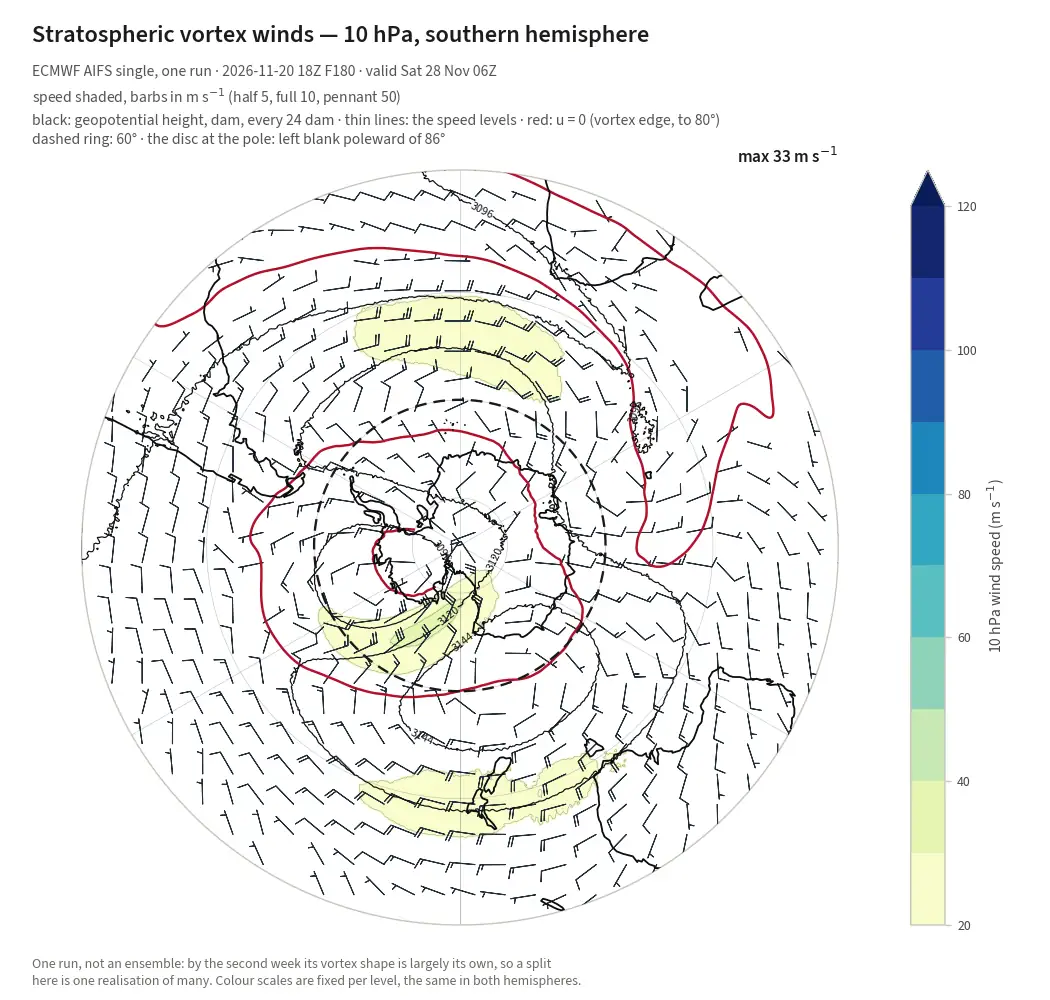 Stratospheric vortex winds — 10 hPa, southern hemisphere
ECMWF AIFS single, one run · 2026-11-20 18Z F180 · valid Sat 28 Nov 06Z
speed shaded, barbs in m s⁻¹ (half 5, full 10, pennant 50)
black: geopotential height, dam, every 24 dam · thin lines: the speed levels · red: u = 0 (vortex edge, to 80°)
dashed ring: 60° · the disc at the pole: left blank poleward of 86°
max 33 m s⁻¹
3096
120
100
80
60
40
20
10 hPa wind speed (m s⁻¹)
3120
3120
3144
3144
One run, not an ensemble: by the second week its vortex shape is largely its own, so a split
here is one realisation of many. Colour scales are fixed per level, the same in both hemispheres.